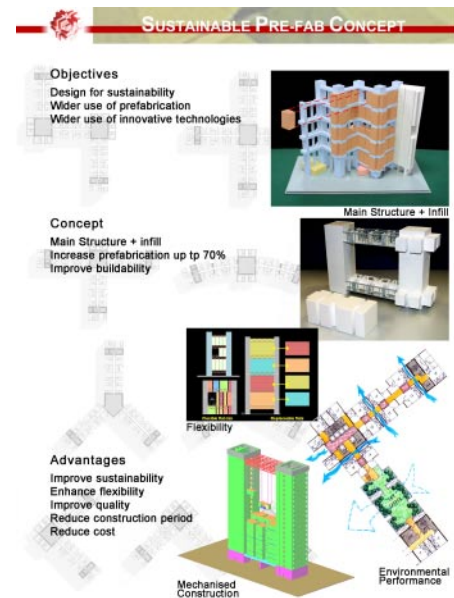 SUSTAINABLE PRE-FAB CONCEPT
Objectives
Design for sustainability
Wider use of prefabrication
Wider use of innovative technologies
Main Structure + Infill
Concept
Main Structure + infill
Increase prefabrication up tp 70%
Improve buildability
Flexibility
Advantages
Improve sustainability
Enhance flexibility
Improve quality
Reduce construction period
Reduce cost
Mechanised
Construction
Environmental
Performance